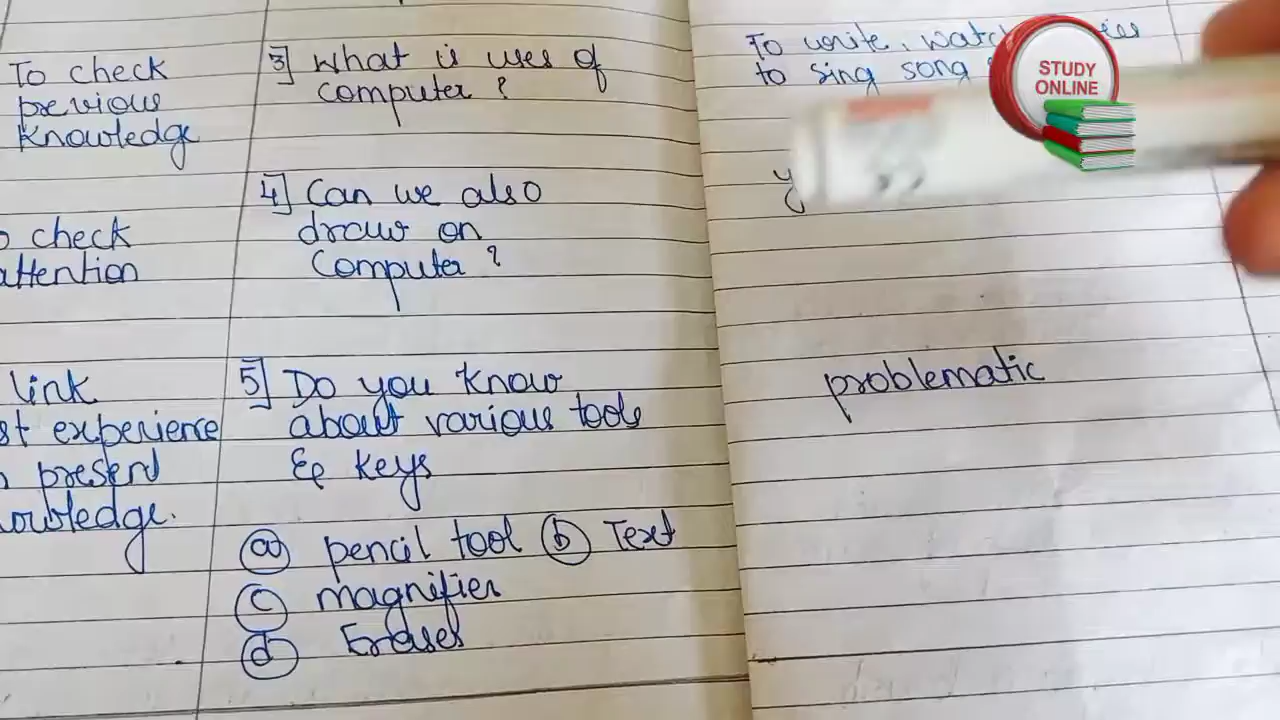 To check
previous
knowledge
3] What is uses of
computer ?
To write, watch
to sing song
STUDY
ONLINE
check
attention
4] Can we also
draw on
Computer ?
link
experience
present
5] Do you know
about various tools
& keys
problematic
(a) pencil tool (b) Text
(c) magnifier
(d) Eraser